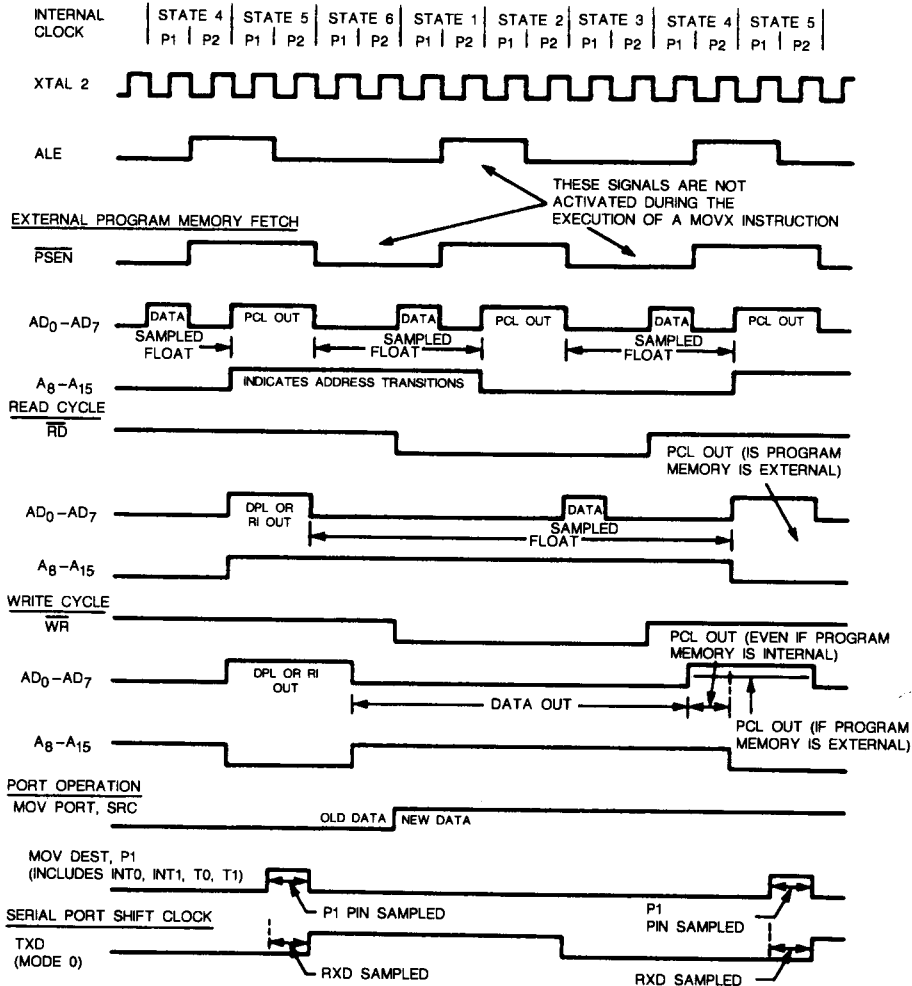 INTERNAL CLOCK
STATE 4 STATE 5 STATE 6 STATE 1 STATE 2 STATE 3 STATE 4 STATE 5
P1 P2 P1 P2 P1 P2 P1 P2 P1 P2 P1 P2 P1 P2 P1 P2
XTAL 2
ALE
THESE SIGNALS ARE NOT
ACTIVATED DURING THE
EXECUTION OF A MOVX INSTRUCTION
EXTERNAL PROGRAM MEMORY FETCH
PSEN
AD0–AD7
DATA PCL OUT DATA PCL OUT DATA PCL OUT
SAMPLED SAMPLED SAMPLED
FLOAT FLOAT FLOAT
A8–A15
INDICATES ADDRESS TRANSITIONS
READ CYCLE
RD
PCL OUT (IS PROGRAM
MEMORY IS EXTERNAL)
AD0–AD7
DPL OR
RI OUT
DATA
SAMPLED
FLOAT
A8–A15
WRITE CYCLE
WR
PCL OUT (EVEN IF PROGRAM
MEMORY IS INTERNAL)
AD0–AD7
DPL OR RI
OUT
DATA OUT
PCL OUT (IF PROGRAM
MEMORY IS EXTERNAL)
A8–A15
PORT OPERATION
MOV PORT, SRC
OLD DATA NEW DATA
MOV DEST, P1
(INCLUDES INT0, INT1, T0, T1)
P1 PIN SAMPLED
P1
PIN SAMPLED
SERIAL PORT SHIFT CLOCK
TXD
(MODE 0)
RXD SAMPLED
RXD SAMPLED